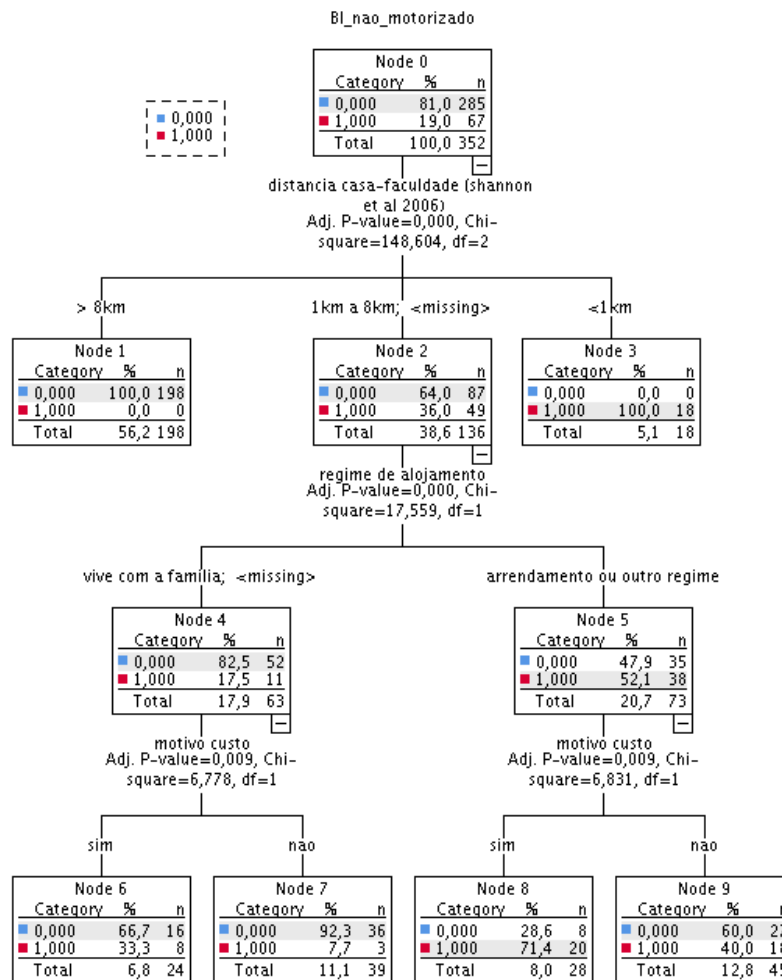 BI_nao_motorizado
0,000
1,000
Node 0
Category % n
0,000 81,0 285
1,000 19,0 67
Total 100,0 352
distancia casa-faculdade (shannon
et al 2006)
Adj. P-value=0,000, Chi-
square=148,604, df=2
> 8km
1km a 8km; <missing>
<1km
Node 1
Category % n
0,000 100,0 198
1,000 0,0 0
Total 56,2 198
Node 2
Category % n
0,000 64,0 87
1,000 36,0 49
Total 38,6 136
Node 3
Category % n
0,000 0,0 0
1,000 100,0 18
Total 5,1 18
regime de alojamento
Adj. P-value=0,000, Chi-
square=17,559, df=1
vive com a familia; <missing>
arrendamento ou outro regime
Node 4
Category % n
0,000 82,5 52
1,000 17,5 11
Total 17,9 63
Node 5
Category % n
0,000 47,9 35
1,000 52,1 38
Total 20,7 73
motivo custo
Adj. P-value=0,009, Chi-
square=6,778, df=1
motivo custo
Adj. P-value=0,009, Chi-
square=6,831, df=1
sim
nao
sim
nao
Node 6
Category % n
0,000 66,7 16
1,000 33,3 8
Total 6,8 24
Node 7
Category % n
0,000 92,3 36
1,000 7,7 3
Total 11,1 39
Node 8
Category % n
0,000 28,6 8
1,000 71,4 20
Total 8,0 28
Node 9
Category % n
0,000 60,0
1,000 40,0
Total 12,8